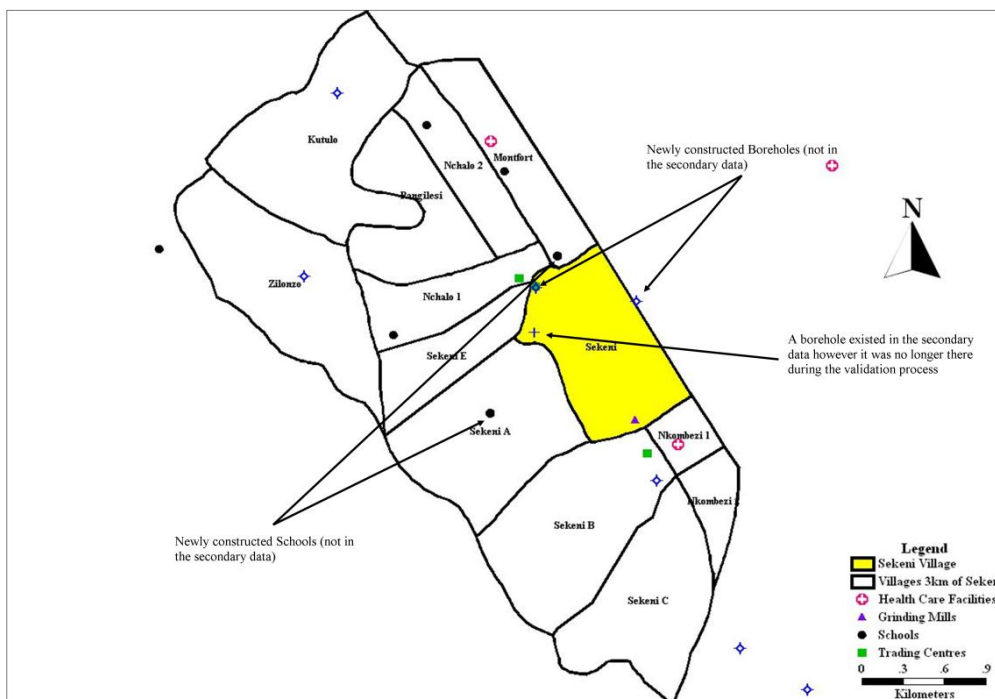 Newly constructed Boreholes (not in
the secondary data)
N
Kutulo
Montfort
Nchalo 2
Pangilesi
Zilonzo
Nchalo 1
Sekeni
Sekeni E
A borehole existed in the secondary
data however it was no longer there
during the validation process
Sekeni A
Nkombezi 1
Nkombezi
Sekeni B
Newly constructed Schools (not in
the secondary data)
Sekeni C
Legend
Sekeni Village
Villages 3km of Seken
Health Care Facilities
Grinding Mills
Schools
Trading Centres
0 .3 .6 .9
Kilometers